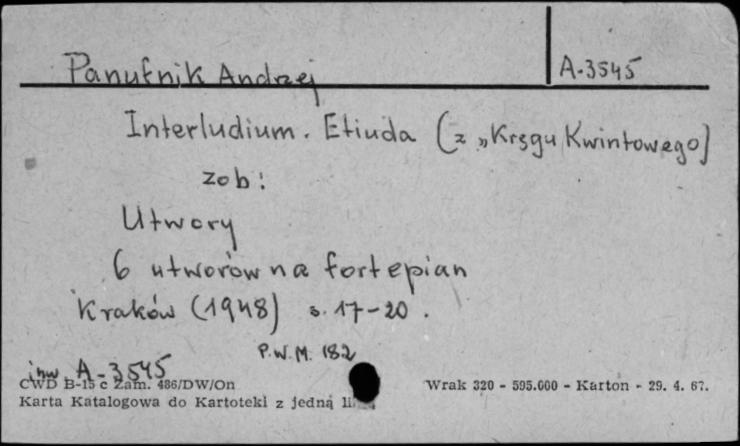 Panufnik Andrzej
A-3545
Interludium. Etiuda (z „Kręgu Kwintowego)
zob:
Utwory
6 utworów na fortepian
Kraków (1948) s. 17-20.
P.W.M. 182
inw A-3545
CWD B-15 c Zam. 486/DW/On
Wrak 320 - 595.000 - Karton - 29. 4. 67.
Karta Katalogowa do Kartoteki z jedną